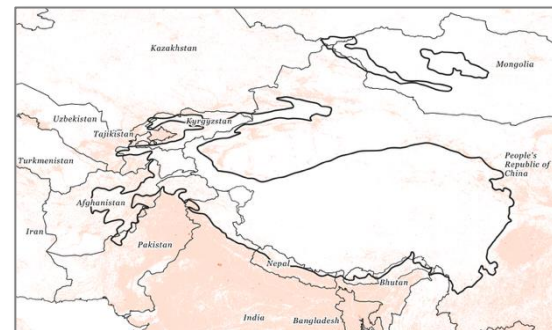 Kazakhstan
Mongolia
Uzbekistan
Kyrgyzstan
Tajikistan
Turkmenistan
People's
Republic of
China
Afghanistan
Iran
Pakistan
Nepal
Bhutan
India
Bangladesh